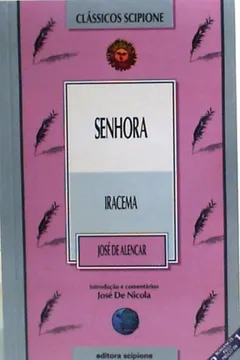 CLÁSSICOS SCIPIONE
SENHORA
IRACEMA
JOSÉ DE ALENCAR
Introdução e comentários
José De Nicola
editora scipione